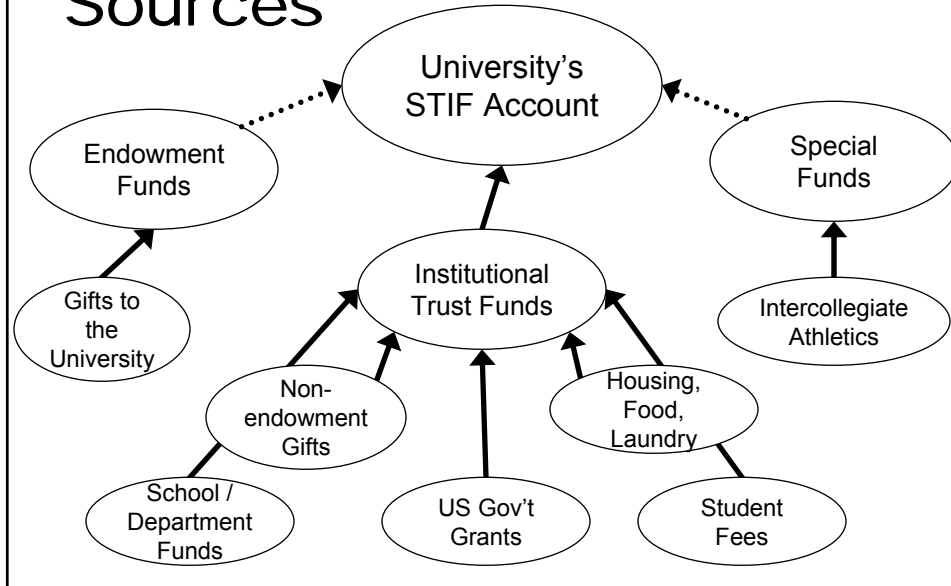 Sources
University's
STIF Account
Endowment
Funds
Special
Funds
Institutional
Trust Funds
Gifts to
the
University
Intercollegiate
Athletics
Non-
endowment
Gifts
Housing,
Food,
Laundry
School /
Department
Funds
US Gov't
Grants
Student
Fees